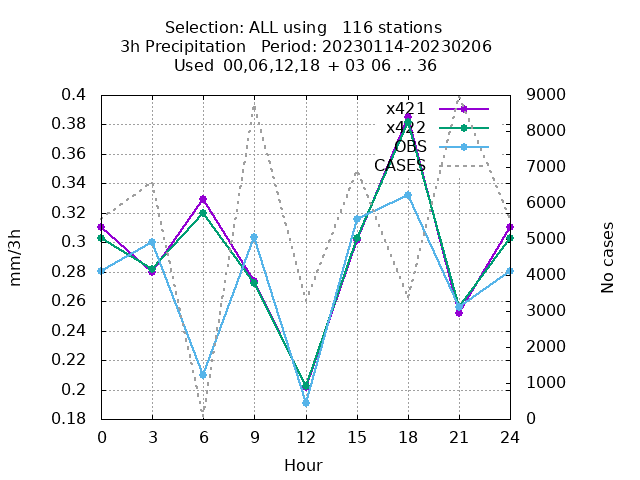 Selection: ALL using   116 stations
3h Precipitation   Period: 20230114-20230206
Used  00,06,12,18 + 03 06 ... 36
x421
x422
OBS
CASES
0.4
0.38
0.36
0.34
0.32
0.3
0.28
0.26
0.24
0.22
0.2
0.18
9000
8000
7000
6000
5000
4000
3000
2000
1000
0
mm/3h
No cases
0 3 6 9 12 15 18 21 24
Hour